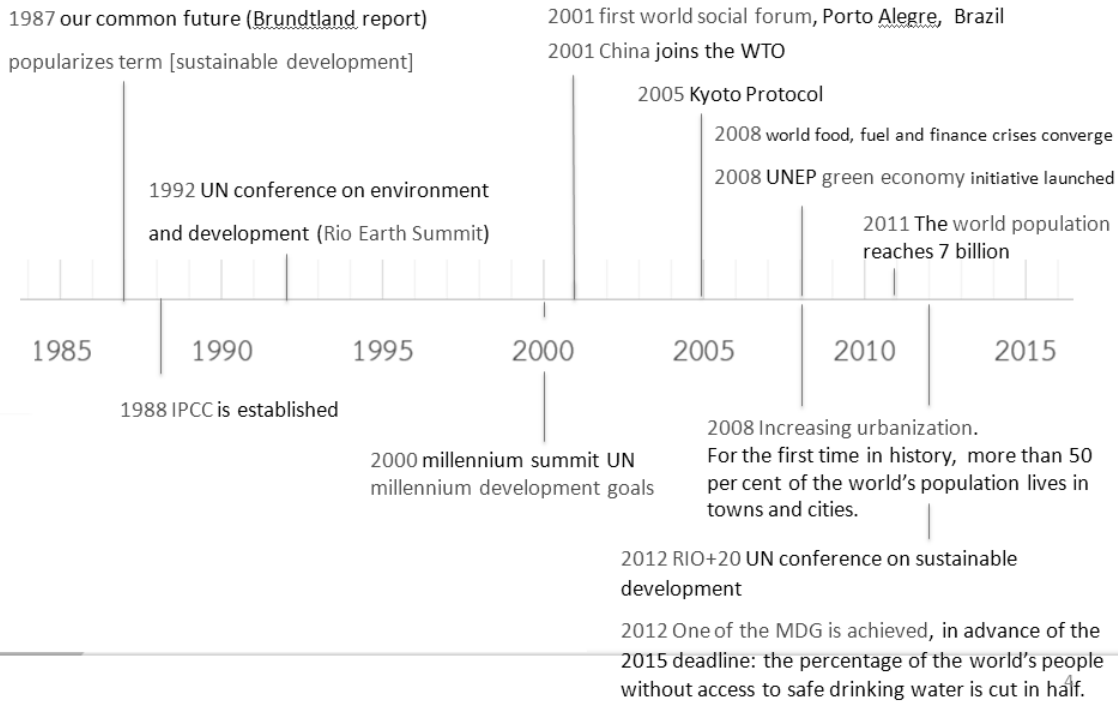 1987 our common future (Brundtland report)
popularizes term [sustainable development]
2001 first world social forum, Porto Alegre, Brazil
2001 China joins the WTO
2005 Kyoto Protocol
2008 world food, fuel and finance crises converge
2008 UNEP green economy initiative launched
1992 UN conference on environment
and development (Rio Earth Summit)
2011 The world population
reaches 7 billion
1985 1990 1995 2000 2005 2010 2015
1988 IPCC is established
2000 millennium summit UN
millennium development goals
2008 Increasing urbanization.
For the first time in history, more than 50
per cent of the world's population lives in
towns and cities.
2012 RIO+20 UN conference on sustainable
development
2012 One of the MDG is achieved, in advance of the
2015 deadline: the percentage of the world's people
without access to safe drinking water is cut in half.
4